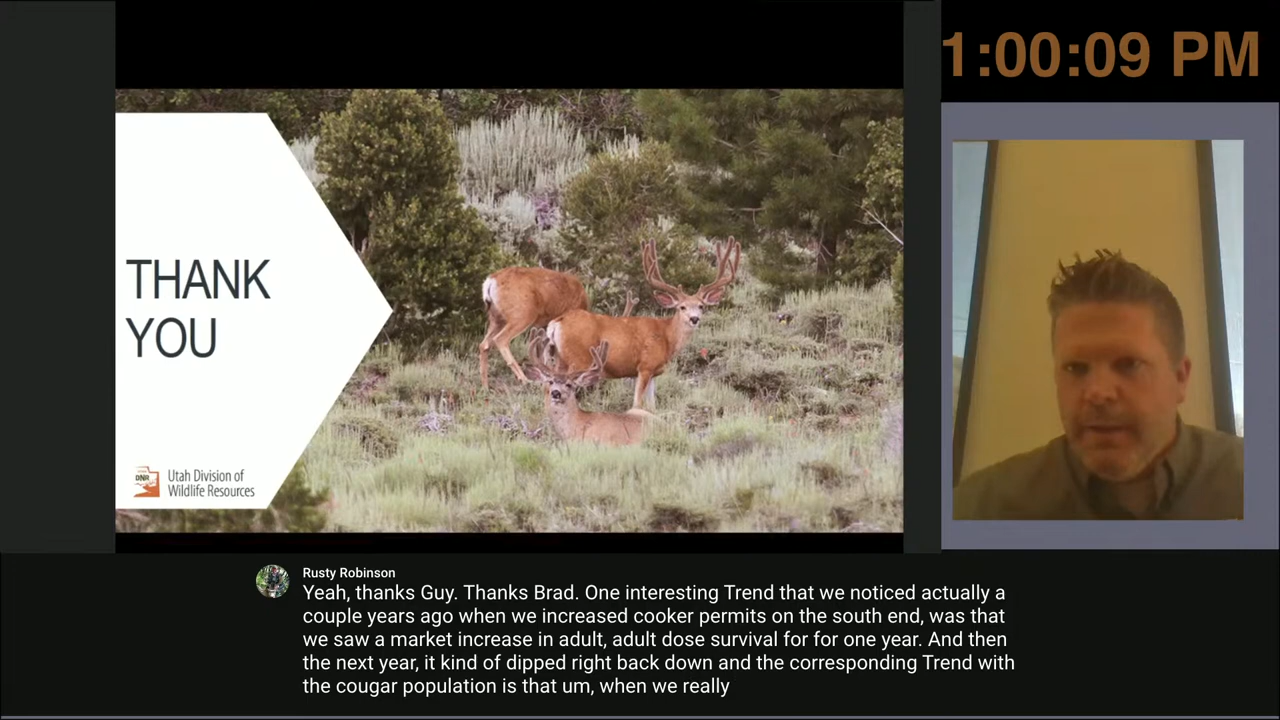 1:00:09 PM
THANK
YOU
DNR
Utah Division of
Wildlife Resources
Rusty Robinson
Yeah, thanks Guy. Thanks Brad. One interesting Trend that we noticed actually a
couple years ago when we increased cooker permits on the south end, was that
we saw a market increase in adult, adult dose survival for for one year. And then
the next year, it kind of dipped right back down and the corresponding Trend with
the cougar population is that um, when we really